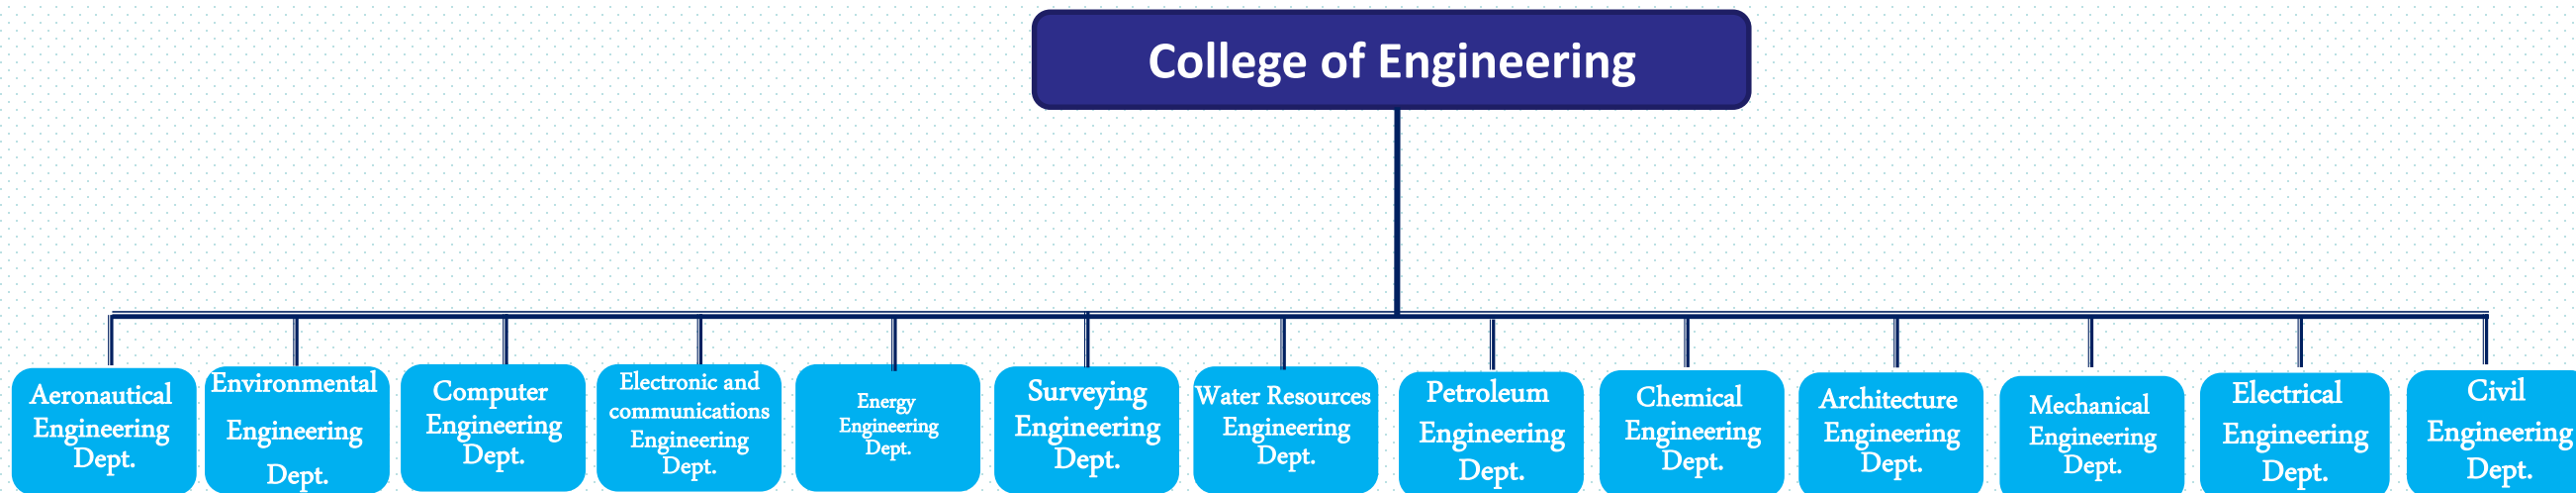 College of Engineering
Aeronautical
Engineering
Dept.
Environmental
Engineering
Dept.
Computer
Engineering
Dept.
Electronic and
communications
Engineering
Dept.
Energy
Engineering
Dept.
Surveying
Engineering
Dept.
Water Resources
Engineering
Dept.
Petroleum
Engineering
Dept.
Chemical
Engineering
Dept.
Architecture
Engineering
Dept.
Mechanical
Engineering
Dept.
Electrical
Engineering
Dept.
Civil
Engineering
Dept.